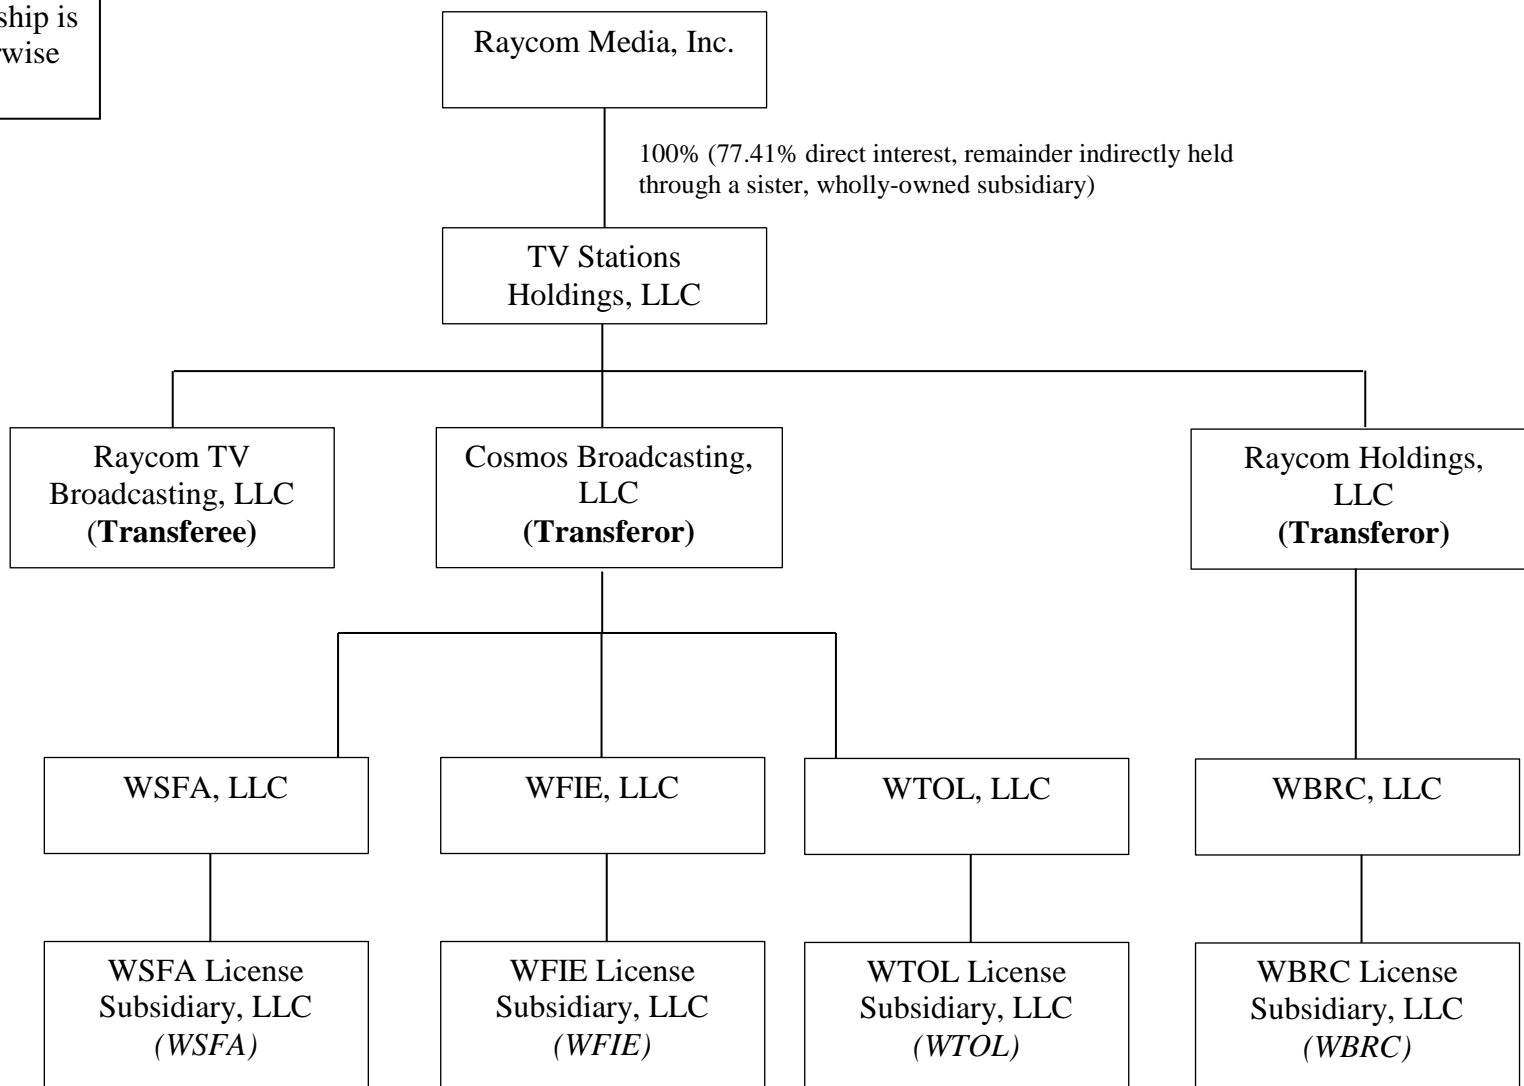 ship is
rwise
Raycom Media, Inc.
100% (77.41% direct interest, remainder indirectly held
through a sister, wholly-owned subsidiary)
TV Stations
Holdings, LLC
Raycom TV
Broadcasting, LLC
(Transferee)
Cosmos Broadcasting,
LLC
(Transferor)
Raycom Holdings,
LLC
(Transferor)
WSFA, LLC
WFIE, LLC
WTOL, LLC
WBRC, LLC
WSFA License
Subsidiary, LLC
(WSFA)
WFIE License
Subsidiary, LLC
(WFIE)
WTOL License
Subsidiary, LLC
(WTOL)
WBRC License
Subsidiary, LLC
(WBRC)